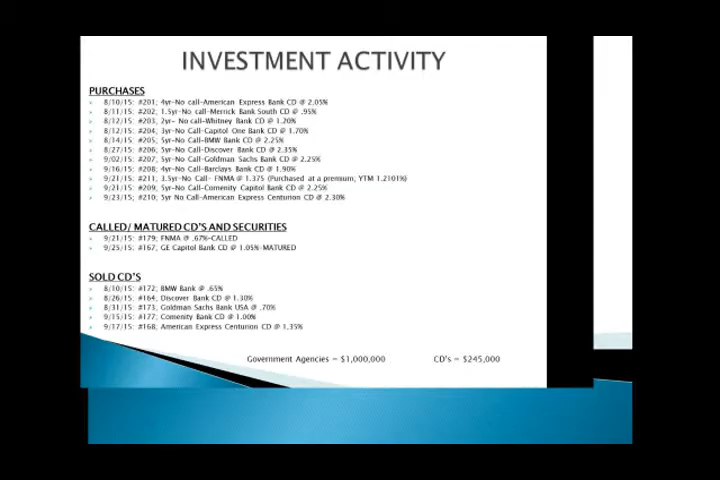 INVESTMENT ACTIVITY
PURCHASES
8/10/15: #201; 4yr-No call-American Express Bank CD @ 2.05%
8/11/15: #202; 1.5yr-No call-Merrick Bank South CD @ .95%
8/12/15: #203; 2yr- No call-Whitney Bank CD @ 1.20%
8/12/15: #204; 3yr-No Call-Capitol One Bank CD @ 1.70%
8/14/15: #205; 5yr-No Call-BMW Bank CD @ 2.25%
8/27/15: #206; 5yr-No Call-Discover Bank CD @ 2.35%
9/02/15: #207; 5yr-No Call-Goldman Sachs Bank CD @ 2.25%
9/16/15: #208; 4yr-No Call-Barclays Bank CD @ 1.90%
9/21/15: #211; 3.5yr-No Call- FNMA @ 1.375 (Purchased at a premium; YTM 1.2101%)
9/21/15: #209; 5yr-No Call-Comenity Capitol Bank CD @ 2.25%
9/23/15: #210; 5yr No Call-American Express Centurion CD @ 2.30%
CALLED/ MATURED CD'S AND SECURITIES
9/21/15: #179; FNMA @ .67%-CALLED
9/25/15: #167; GE Capitol Bank CD @ 1.05%-MATURED
SOLD CD'S
8/10/15: #172; BMW Bank @ .65%
8/26/15: #164, Discover Bank CD @ 1.30%
8/31/15: #173, Goldman Sachs Bank USA @ .70%
9/15/15: #177; Comenity Bank CD @ 1.00%
9/17/15: #168; American Express Centurion CD @ 1.35%
Government Agencies = $1,000,000 CD's = $245,000